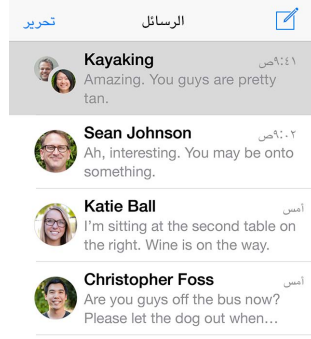 تحرير
الرسائل
Kayaking
٩:٤١ص
Amazing. You guys are pretty
tan.
Sean Johnson
٩:٠٢ص
Ah, interesting. You may be onto
something.
Katie Ball
أمس
I'm sitting at the second table on
the right. Wine is on the way.
Christopher Foss
أمس
Are you guys off the bus now?
Please let the dog out when…